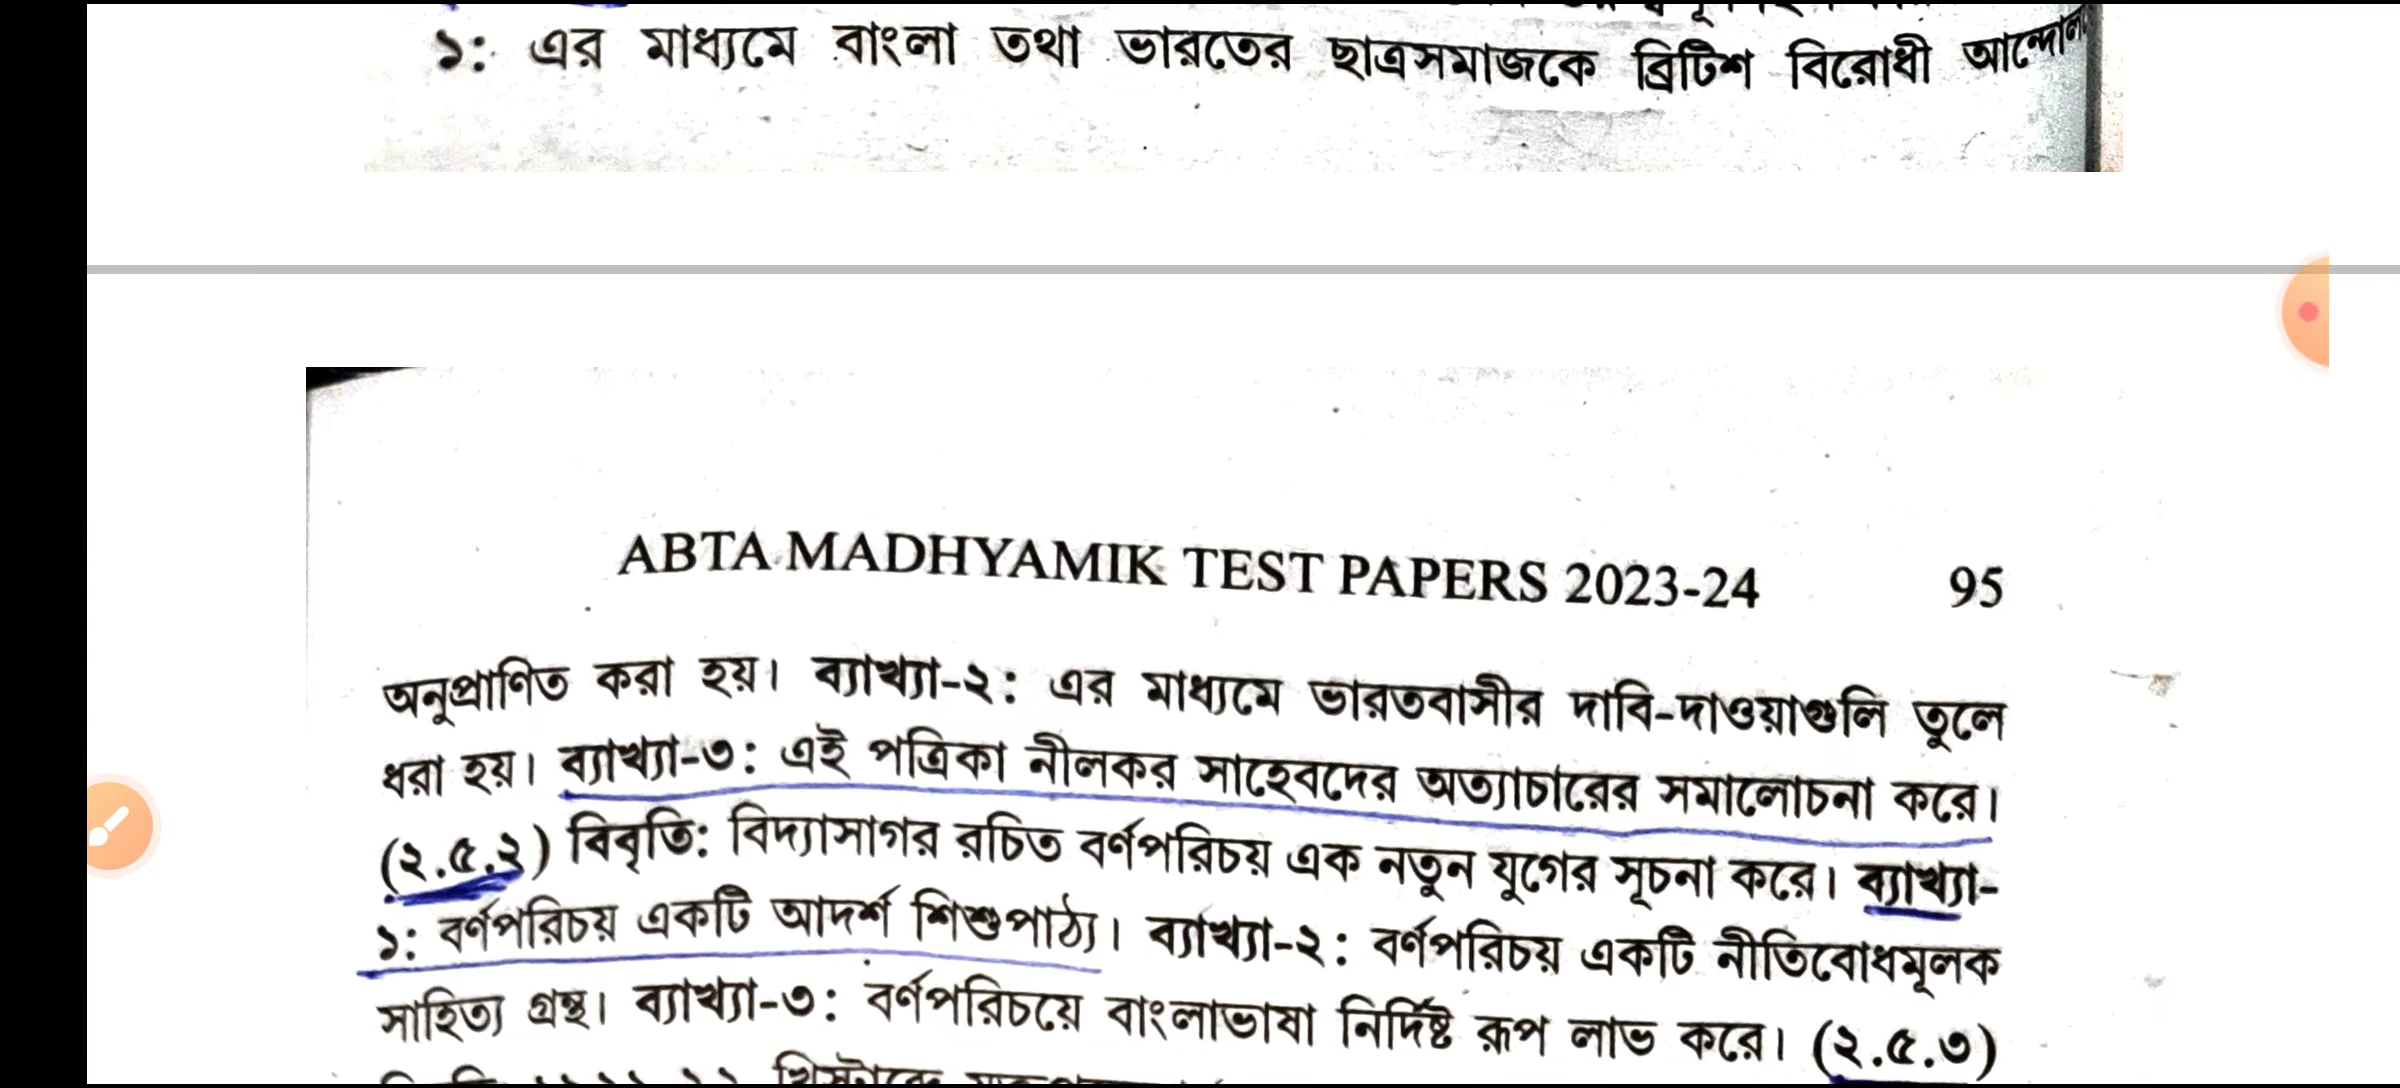 ১: এর মাধ্যমে বাংলা তথা ভারতের ছাত্রসমাজকে ব্রিটিশ বিরোধী
ABTA MADHYAMIK TEST PAPERS 2023-24 95
অনুপ্রাণিত করা হয়। ব্যাখ্যা-২: এর মাধ্যমে ভারতবাসীর দাবি-দাওয়াগুলি তুলে
ধরা হয়। ব্যাখ্যা-৩: এই পত্রিকা নীলকর সাহেবদের অত্যাচারের সমালোচনা করে।
(২.৫.২) বিবৃতি: বিদ্যাসাগর রচিত বর্ণপরিচয় এক নতুন যুগের সূচনা করে। ব্যাখ্যা-
১: বর্ণপরিচয় একটি আদর্শ শিশুপাঠ্য। ব্যাখ্যা-২: বর্ণপরিচয় একটি নীতিবোধমূলক
সাহিত্য গ্রন্থ। ব্যাখ্যা-৩: বর্ণপরিচয়ে বাংলাভাষা নির্দিষ্ট রূপ লাভ করে। (২.৫.৩)